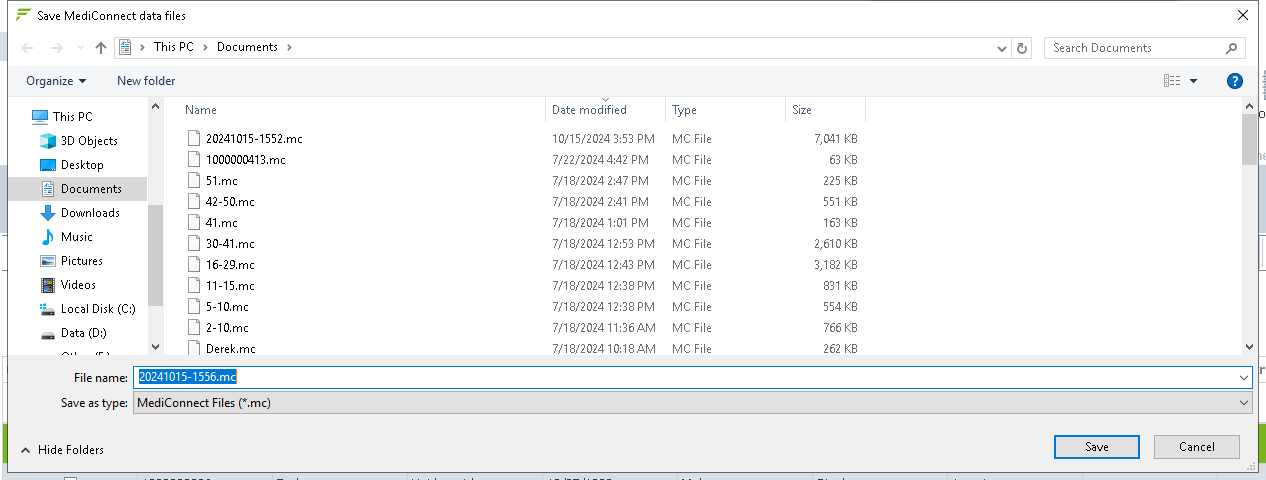 Save MediConnect data files
This PC > Documents >
Search Documents
Organize New folder
Name Date modified Type Size
This PC
3D Objects
Desktop
Documents
Downloads
Music
Pictures
Videos
Local Disk (C:)
Data (D:)
20241015-1552.mc 10/15/2024 3:53 PM MC File 7,041 KB
1000000413.mc 7/22/2024 4:42 PM MC File 63 KB
51.mc 7/18/2024 2:47 PM MC File 225 KB
42-50.mc 7/18/2024 2:41 PM MC File 551 KB
41.mc 7/18/2024 1:01 PM MC File 163 KB
30-41.mc 7/18/2024 12:53 PM MC File 2,610 KB
16-29.mc 7/18/2024 12:43 PM MC File 3,182 KB
11-15.mc 7/18/2024 12:38 PM MC File 831 KB
5-10.mc 7/18/2024 12:38 PM MC File 554 KB
2-10.mc 7/18/2024 11:36 AM MC File 766 KB
Derek.mc 7/18/2024 10:18 AM MC File 262 KB
File name: 20241015-1556.mc
Save as type: MediConnect Files (*.mc)
Hide Folders
Save Cancel